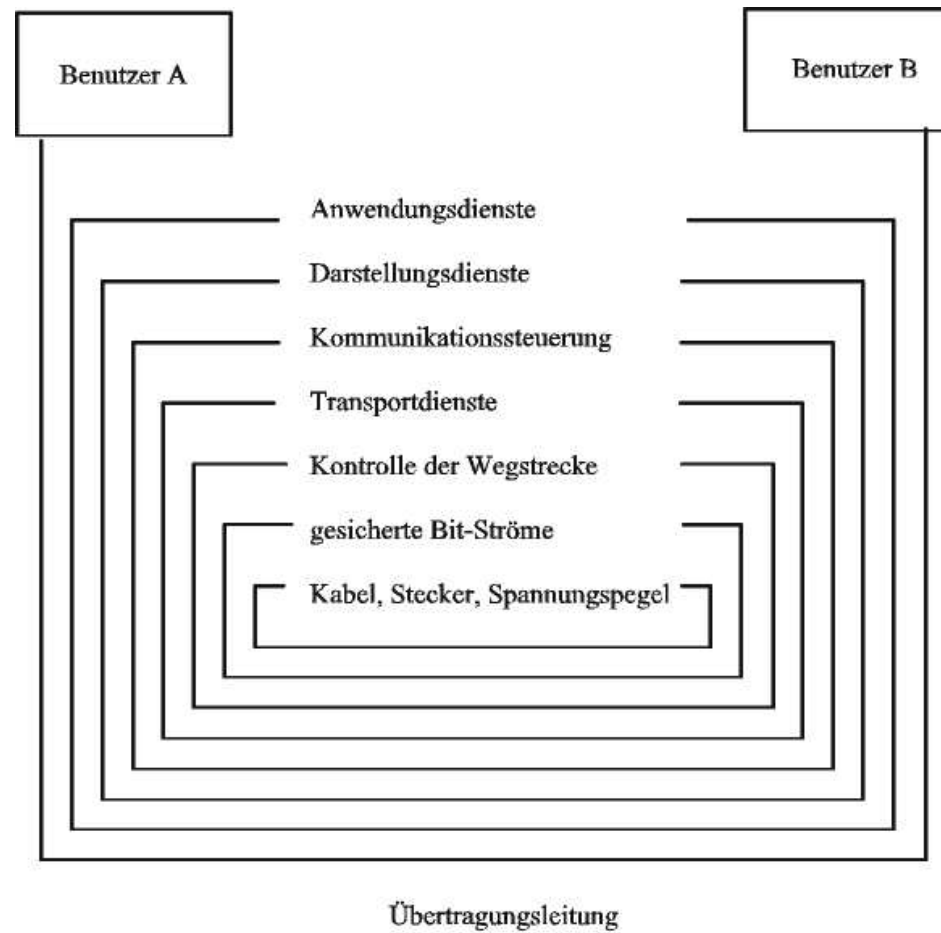 Benutzer A
Benutzer B
Anwendungsdienste
Darstellungsdienste
Kommunikationssteuerung
Transportdienste
Kontrolle der Wegstrecke
gesicherte Bit-Ströme
Kabel, Stecker, Spannungspegel
Übertragungsleitung